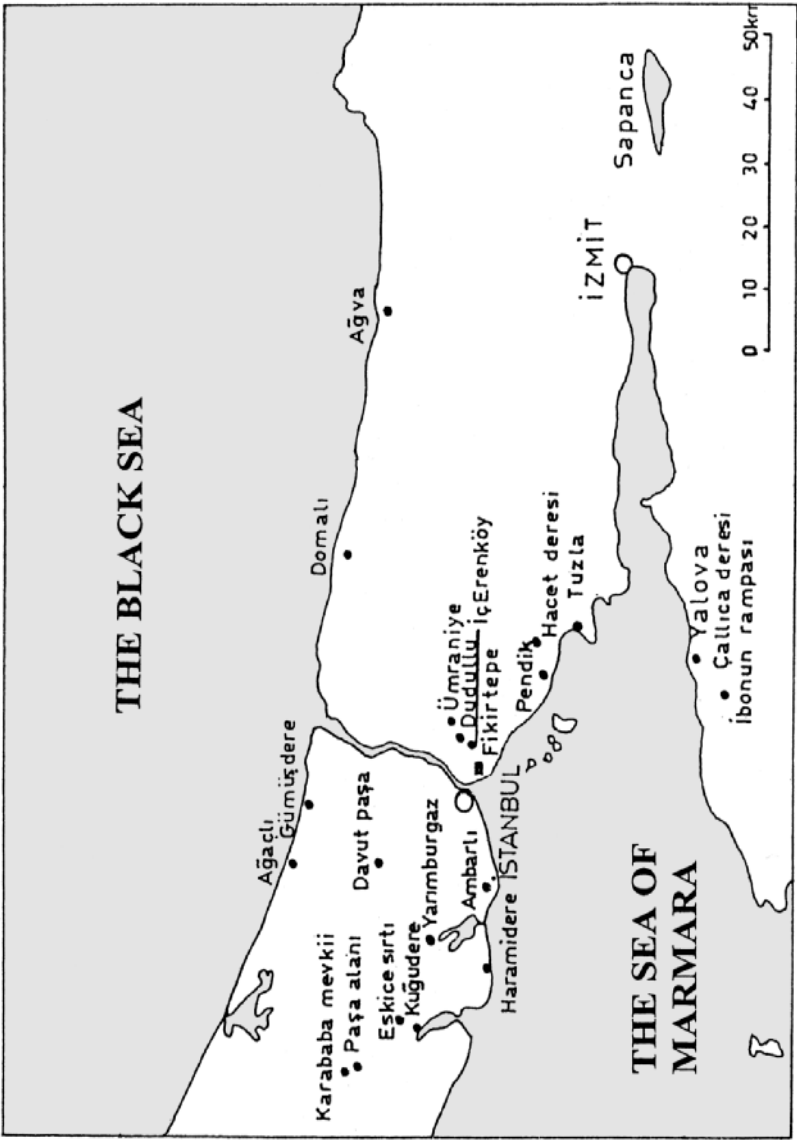 THE BLACK SEA
Ağaclı
Gümüşdere
Domalı
Ağva
Karababa mevkii
Paşa alanı
Davut paşa
Eskice sırtı
Kuğudere
Yarımburgaz
Ambarlı
Haramidere
İSTANBUL
Ümraniye
Dudullu
İçErenköy
Fikirtepe
Pendik
Hacet deresi
Tuzla
İZMİT
Sapanca
THE SEA OF
MARMARA
Yalova
Çallıca deresi
İbonun rampası
0 10 20 30 40 50km